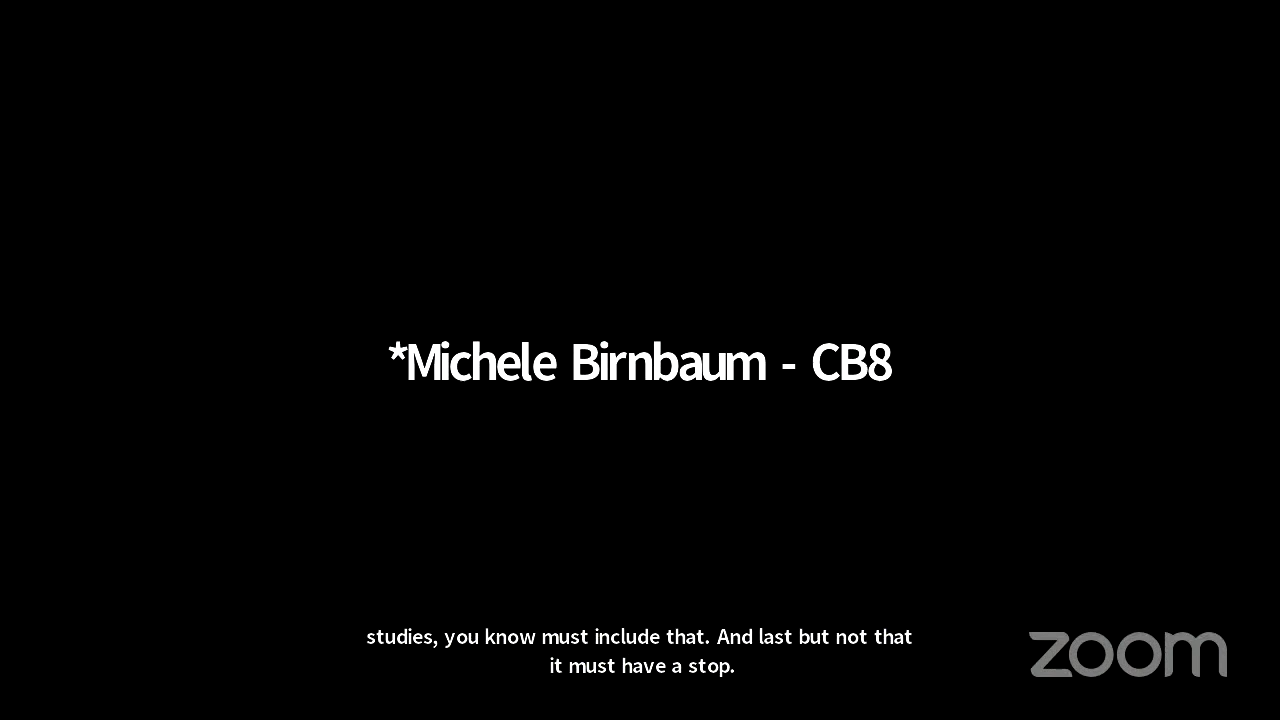 *Michele Birnbaum - CB8
studies, you know must include that. And last but not that
it must have a stop.
zoom